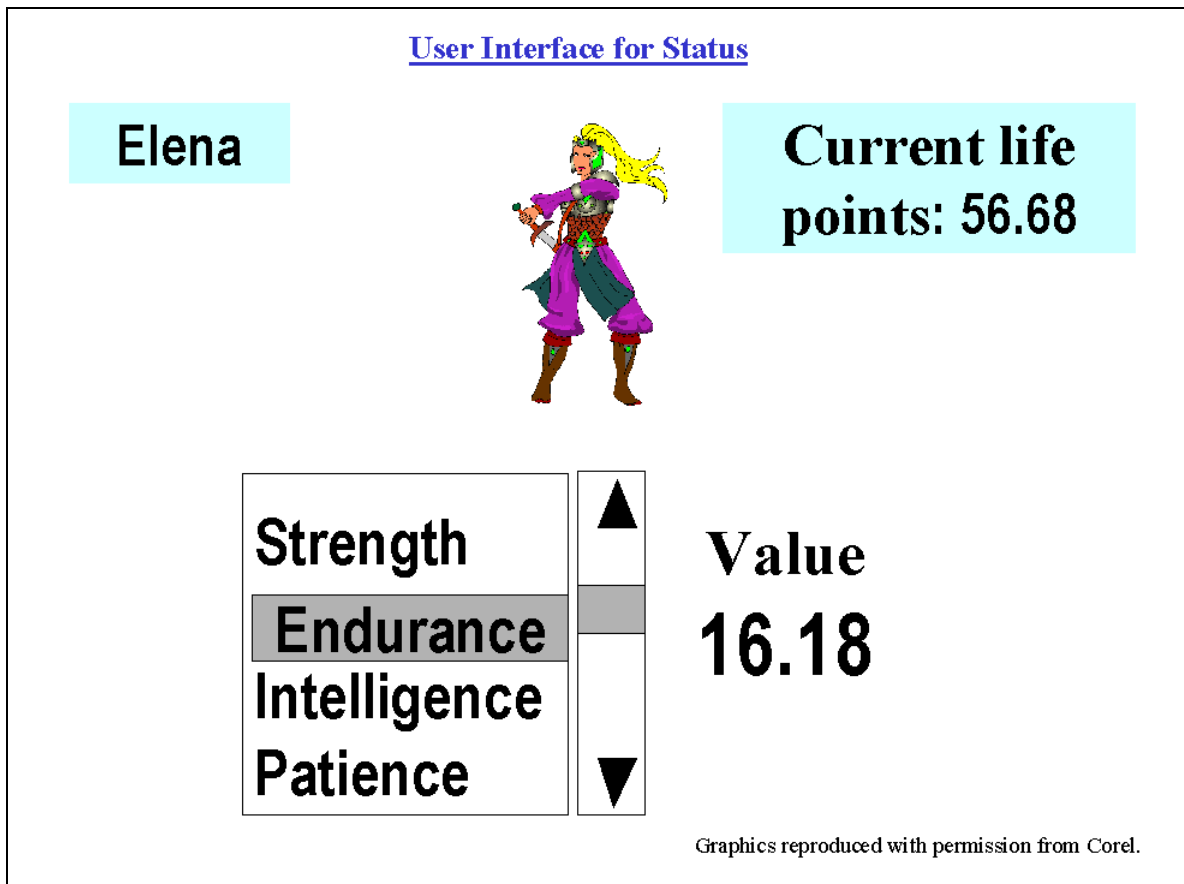 User Interface for Status
Elena
Current life
points: 56.68
Strength
Endurance
Intelligence
Patience
Value
16.18
Graphics reproduced with permission from Corel.